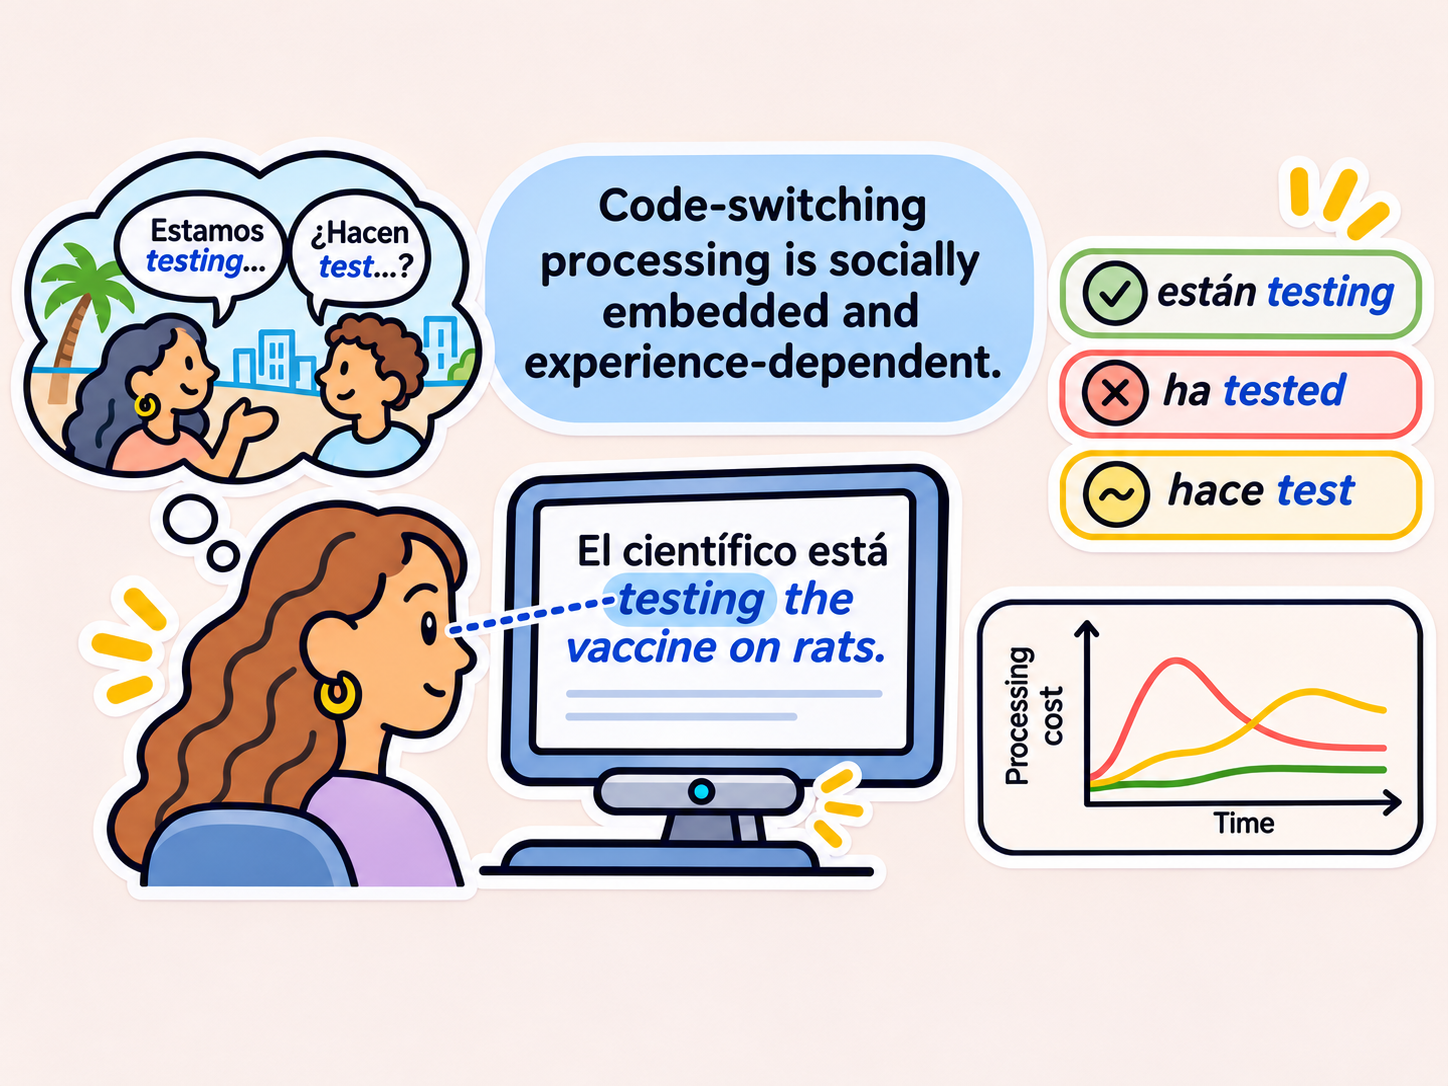 Estamos
testing...
¿Hacen
test...?
Code-switching
processing is socially
embedded and
experience-dependent.
están testing
ha tested
hace test
El científico está
testing the
vaccine on rats.
Processing
cost
Time